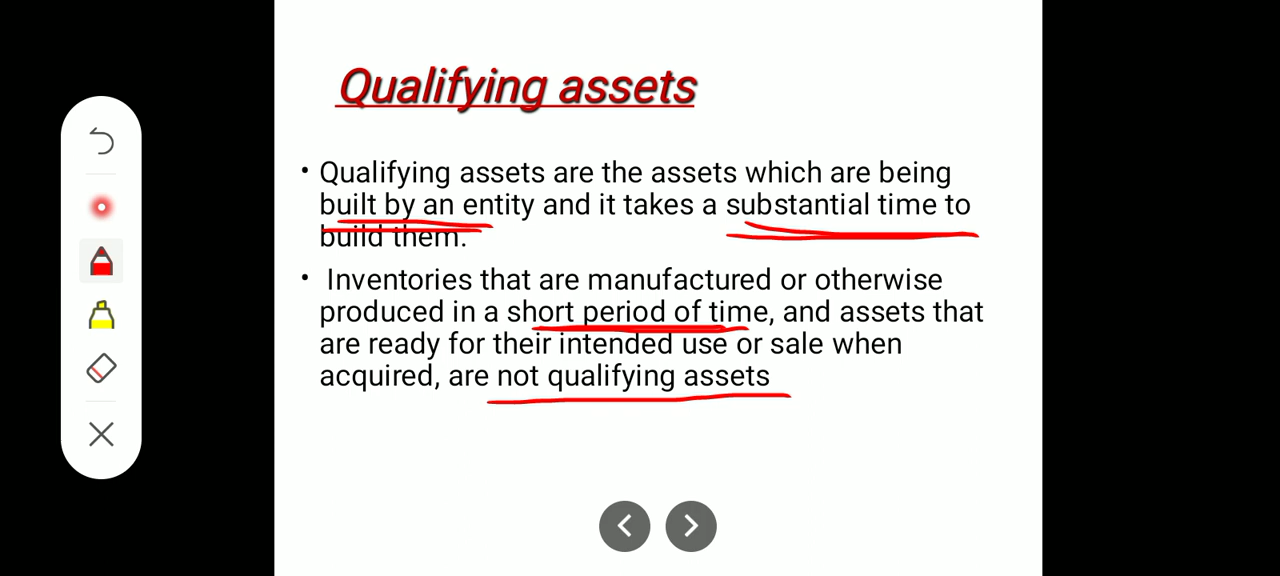 Qualifying assets
• Qualifying assets are the assets which are being
built by an entity and it takes a substantial time to
build them.
• Inventories that are manufactured or otherwise
produced in a short period of time, and assets that
are ready for their intended use or sale when
acquired, are not qualifying assets